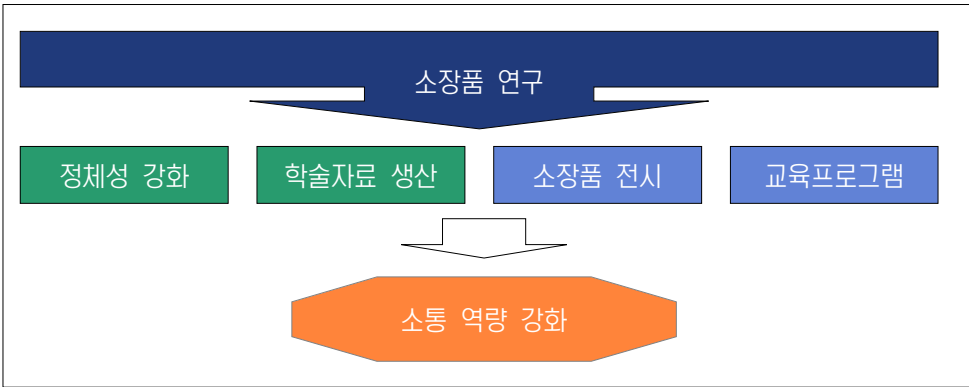 소장품 연구
정체성 강화
학술자료 생산
소장품 전시
교육프로그램
소통 역량 강화